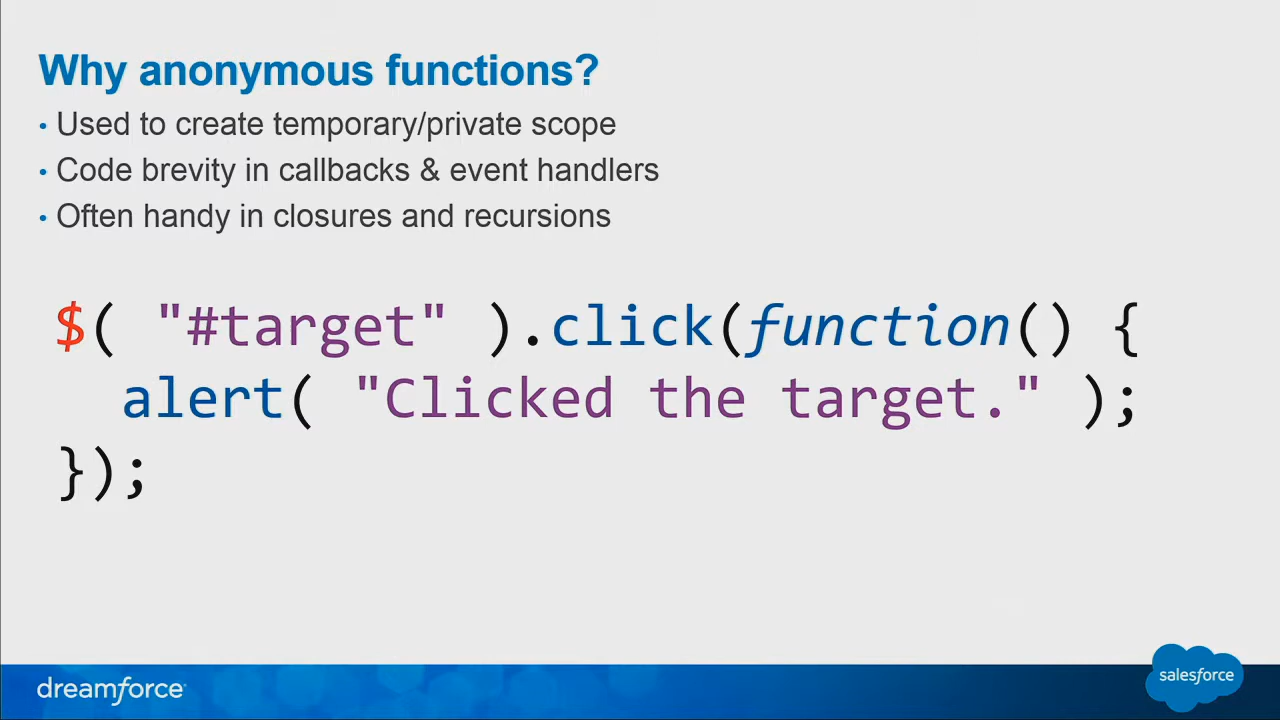 Why anonymous functions?
• Used to create temporary/private scope
• Code brevity in callbacks & event handlers
• Often handy in closures and recursions
$( "#target" ).click(function() {
  alert( "Clicked the target." );
});
dreamforce
salesforce